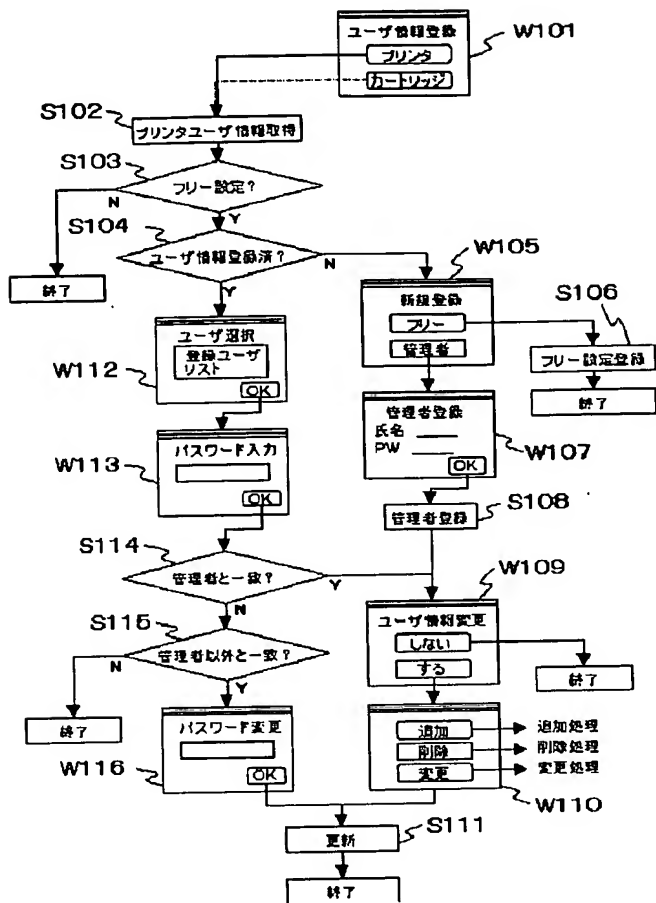 ユーザ情報登録
W101
プリンタ
カートリッジ
S102
プリンタユーザ情報取得
S103
フリー設定?
N
Y
S104
ユーザ情報登録済?
N
Y
終了
W105
新規登録
フリー
管理者
S106
フリー設定登録
終了
ユーザ選択
登録ユーザ
リスト
OK
W112
管理者登録
氏名
PW
OK
W107
パスワード入力
OK
W113
管理者登録
S108
S114
管理者と一致?
Y
N
W109
ユーザ情報変更
しない
する
終了
S115
管理者以外と一致?
N
Y
終了
パスワード変更
OK
W116
追加
追加処理
削除
削除処理
変更
変更処理
W110
S111
更新
終了